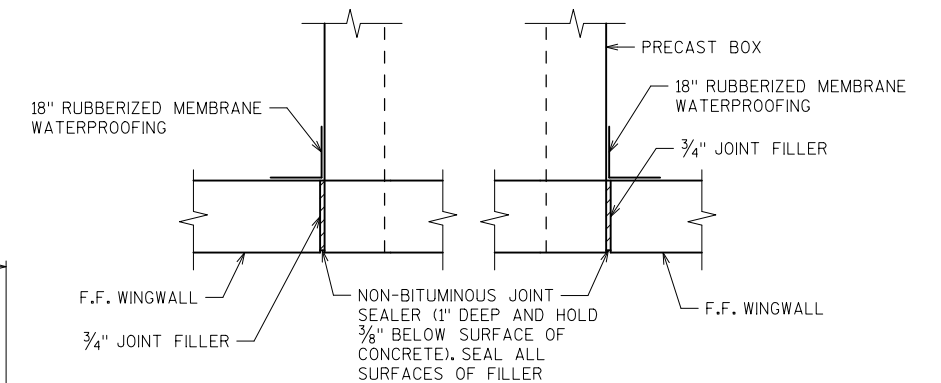 PRECAST BOX
18" RUBBERIZED MEMBRANE
WATERPROOFING
18" RUBBERIZED MEMBRANE
WATERPROOFING
3/4" JOINT FILLER
F.F. WINGWALL
3/4" JOINT FILLER
NON-BITUMINOUS JOINT
SEALER (1" DEEP AND HOLD
3/8" BELOW SURFACE OF
CONCRETE). SEAL ALL
SURFACES OF FILLER
F.F. WINGWALL